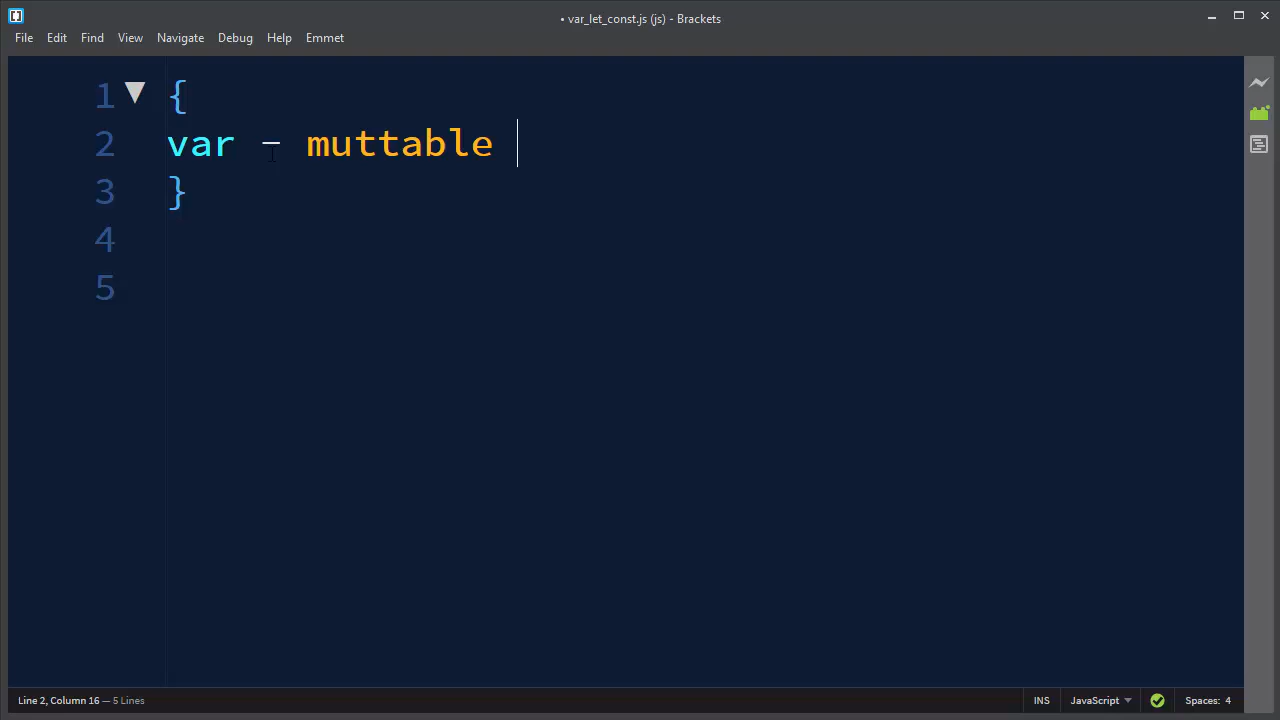 • var_let_const.js (js) - Brackets
File Edit Find View Navigate Debug Help Emmet
1 {
2 var - muttable
3 }
4
5
Line 2, Column 16 — 5 Lines
INS JavaScript Spaces: 4